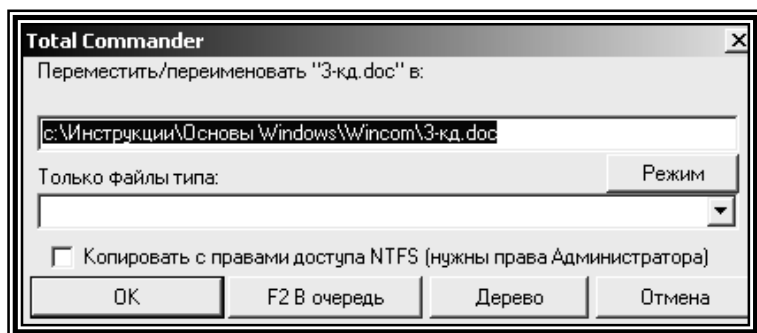 Total Commander
Переместить/переименовать "3-кд.doc" в:
c:\Инструкции\Основы Windows\Wincom\3-кд.doc
Только файлы типа:
Режим
Копировать с правами доступа NTFS (нужны права Администратора)
OK
F2 В очередь
Дерево
Отмена